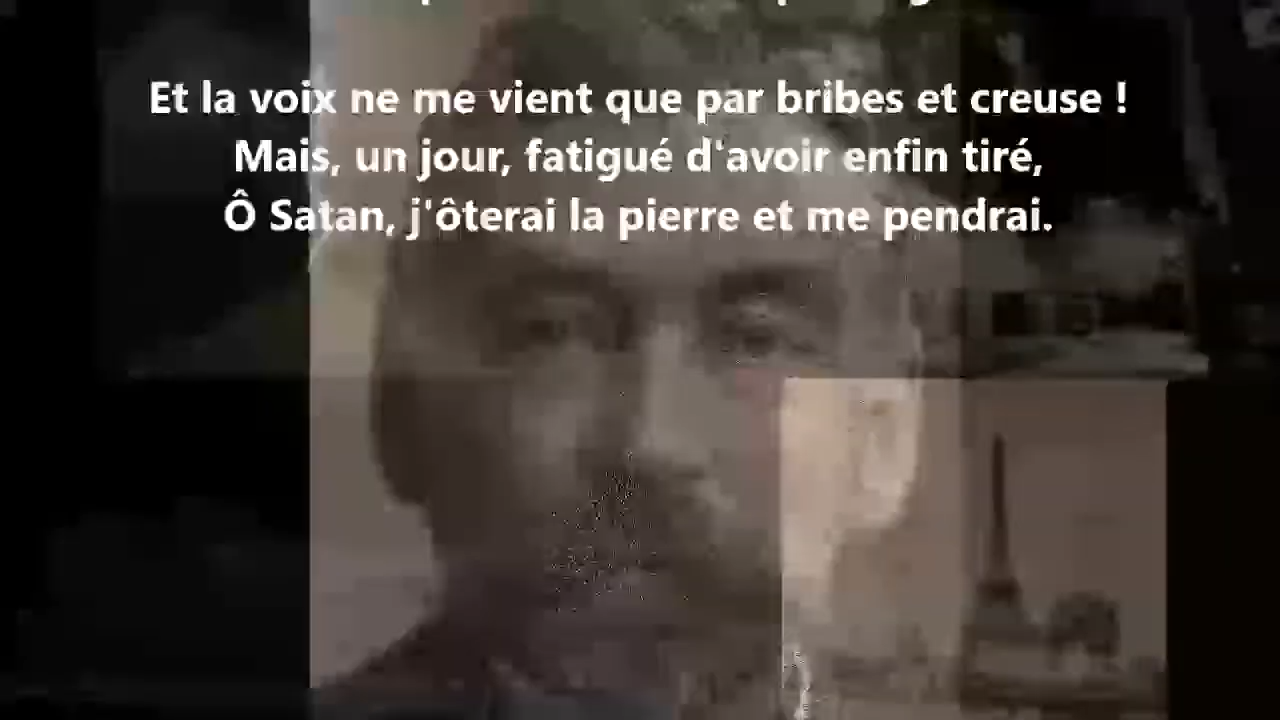 Et la voix ne me vient que par bribes et creuse !
Mais, un jour, fatigué d'avoir enfin tiré,
Ô Satan, j'ôterai la pierre et me pendrai.